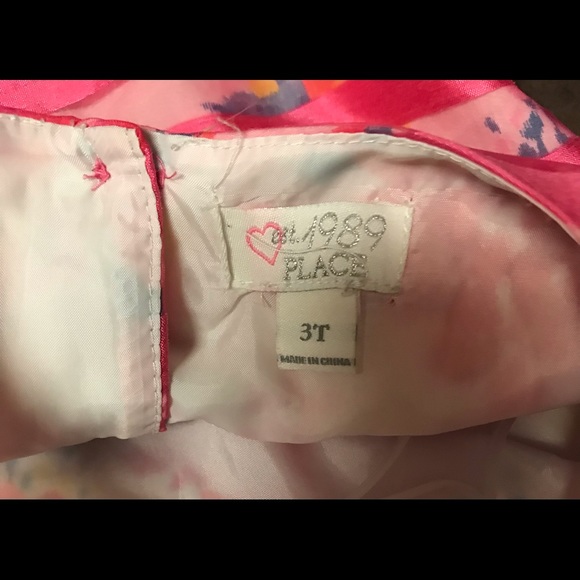 est. 1989
PLACE
3T
MADE IN CHINA